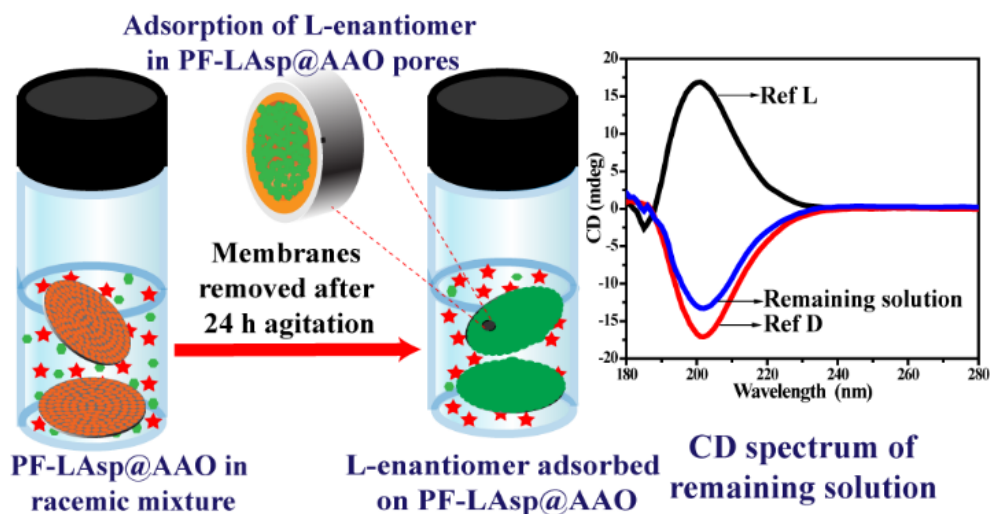 Adsorption of L-enantiomer
in PF-LAsp@AAO pores
Membranes
removed after
24 h agitation
PF-LAsp@AAO in
racemic mixture
L-enantiomer adsorbed
on PF-LAsp@AAO
CD (mdeg)
20
15
10
5
0
-5
-10
-15
-20
Ref L
Remaining solution
Ref D
180 200 220 240 260 280
Wavelength (nm)
CD spectrum of
remaining solution